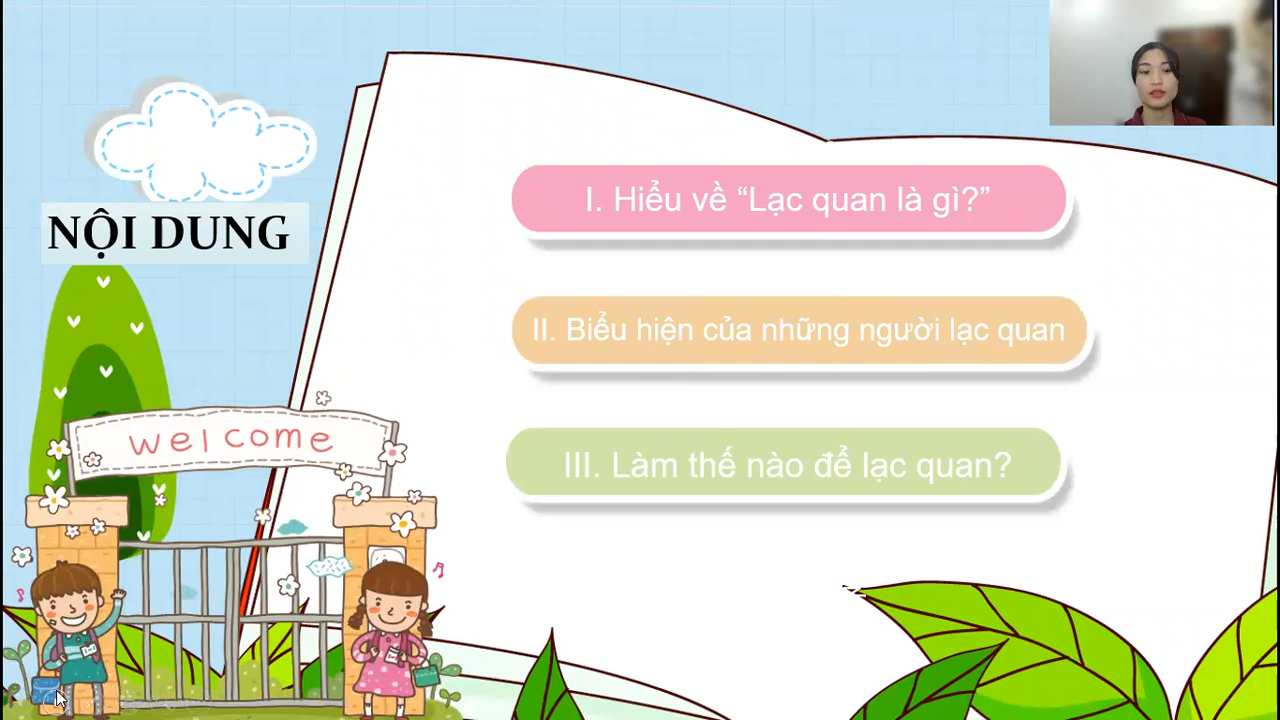 NỘI DUNG
I. Hiểu về “Lạc quan là gì?”
II. Biểu hiện của những người lạc quan
III. Làm thế nào để lạc quan?
welcome